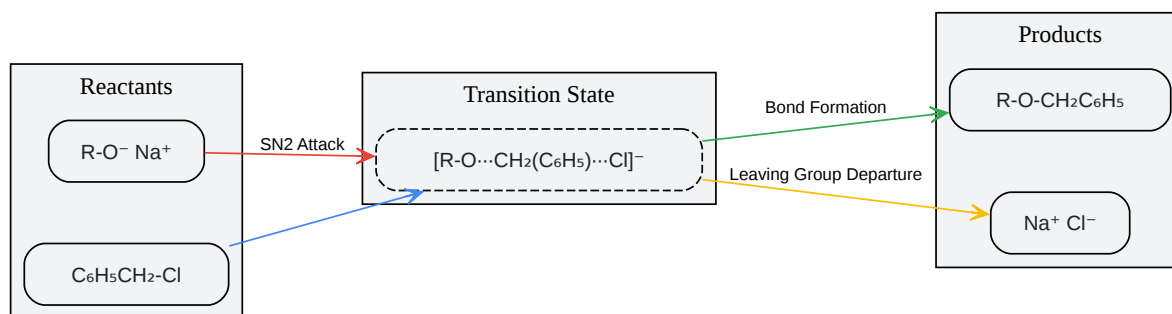 Reactants
R-O⁻ Na⁺
C₆H₅CH₂-Cl
SN2 Attack
Transition State
[R-O···CH₂(C₆H₅)···Cl]⁻
Bond Formation
Leaving Group Departure
Products
R-O-CH₂C₆H₅
Na⁺ Cl⁻